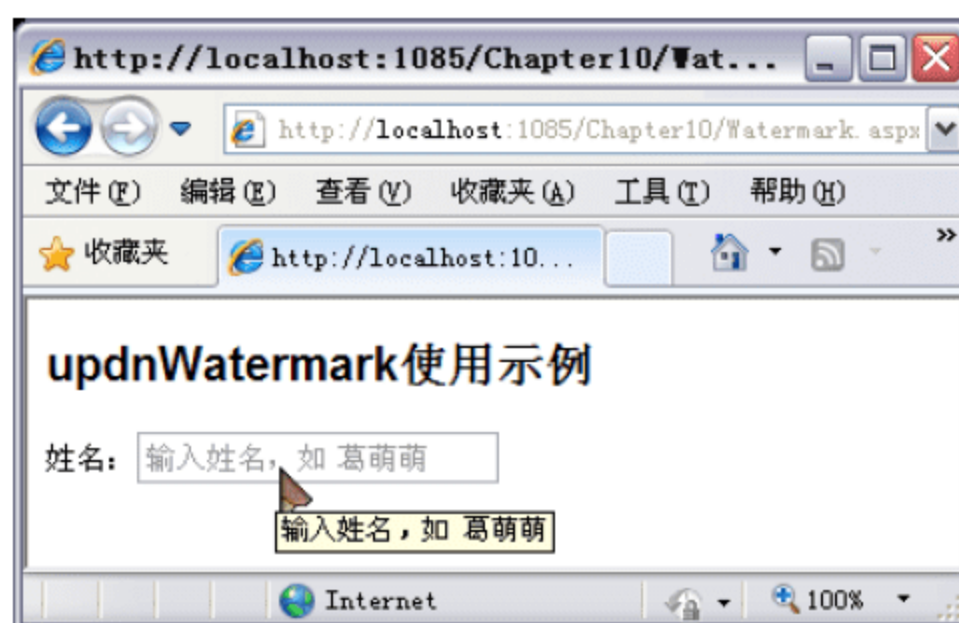 http://localhost:1085/Chapter10/Wat...
http://localhost:1085/Chapter10/Watermark.aspx
文件(F) 编辑(E) 查看(V) 收藏夹(A) 工具(T) 帮助(H)
收藏夹 http://localhost:10... »
updnWatermark使用示例
姓名: 输入姓名,如 葛萌萌
输入姓名,如 葛萌萌
Internet 100%